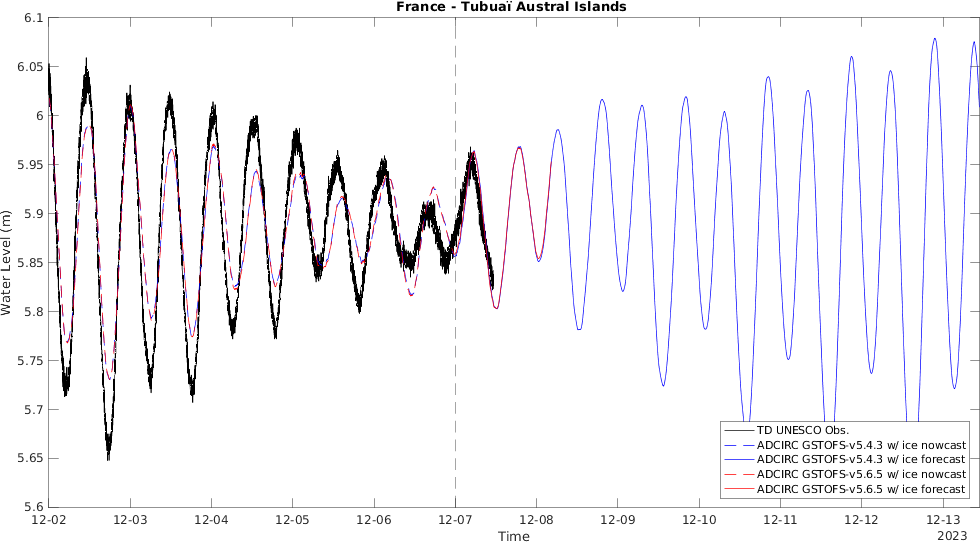 France - Tubuaï Austral Islands
6.1
6.05
6
5.95
5.9
5.85
5.8
5.75
5.7
5.65
5.6
Water Level (m)
TD UNESCO Obs.
ADCIRC GSTOFS-v5.4.3 w/ ice nowcast
ADCIRC GSTOFS-v5.4.3 w/ ice forecast
ADCIRC GSTOFS-v5.6.5 w/ ice nowcast
ADCIRC GSTOFS-v5.6.5 w/ ice forecast
12-02 12-03 12-04 12-05 12-06 12-07 12-08 12-09 12-10 12-11 12-12 12-13
Time
2023